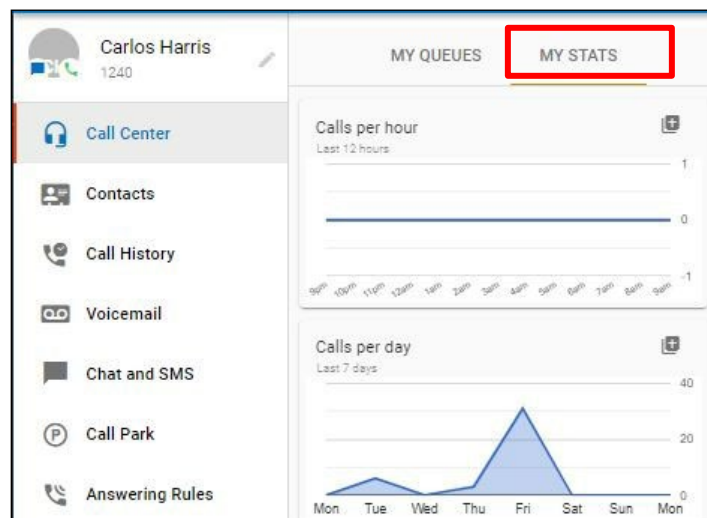 Carlos Harris
1240
Call Center
Contacts
Call History
Voicemail
Chat and SMS
Call Park
Answering Rules
MY QUEUES MY STATS
Calls per hour
Last 12 hours
1
0
-1
9pm 10pm 11pm 12am 1am 2am 3am 4am 5am 6am 7am 8am 9am
Calls per day
Last 7 days
40
20
0
Mon Tue Wed Thu Fri Sat Sun Mon